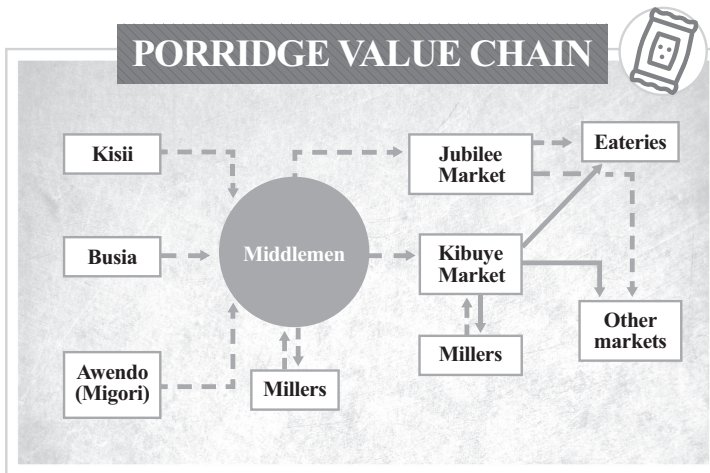 PORRIDGE VALUE CHAIN
Kisii
Busia
Awendo
(Migori)
Middlemen
Millers
Jubilee
Market
Kibuye
Market
Millers
Eateries
Other
markets